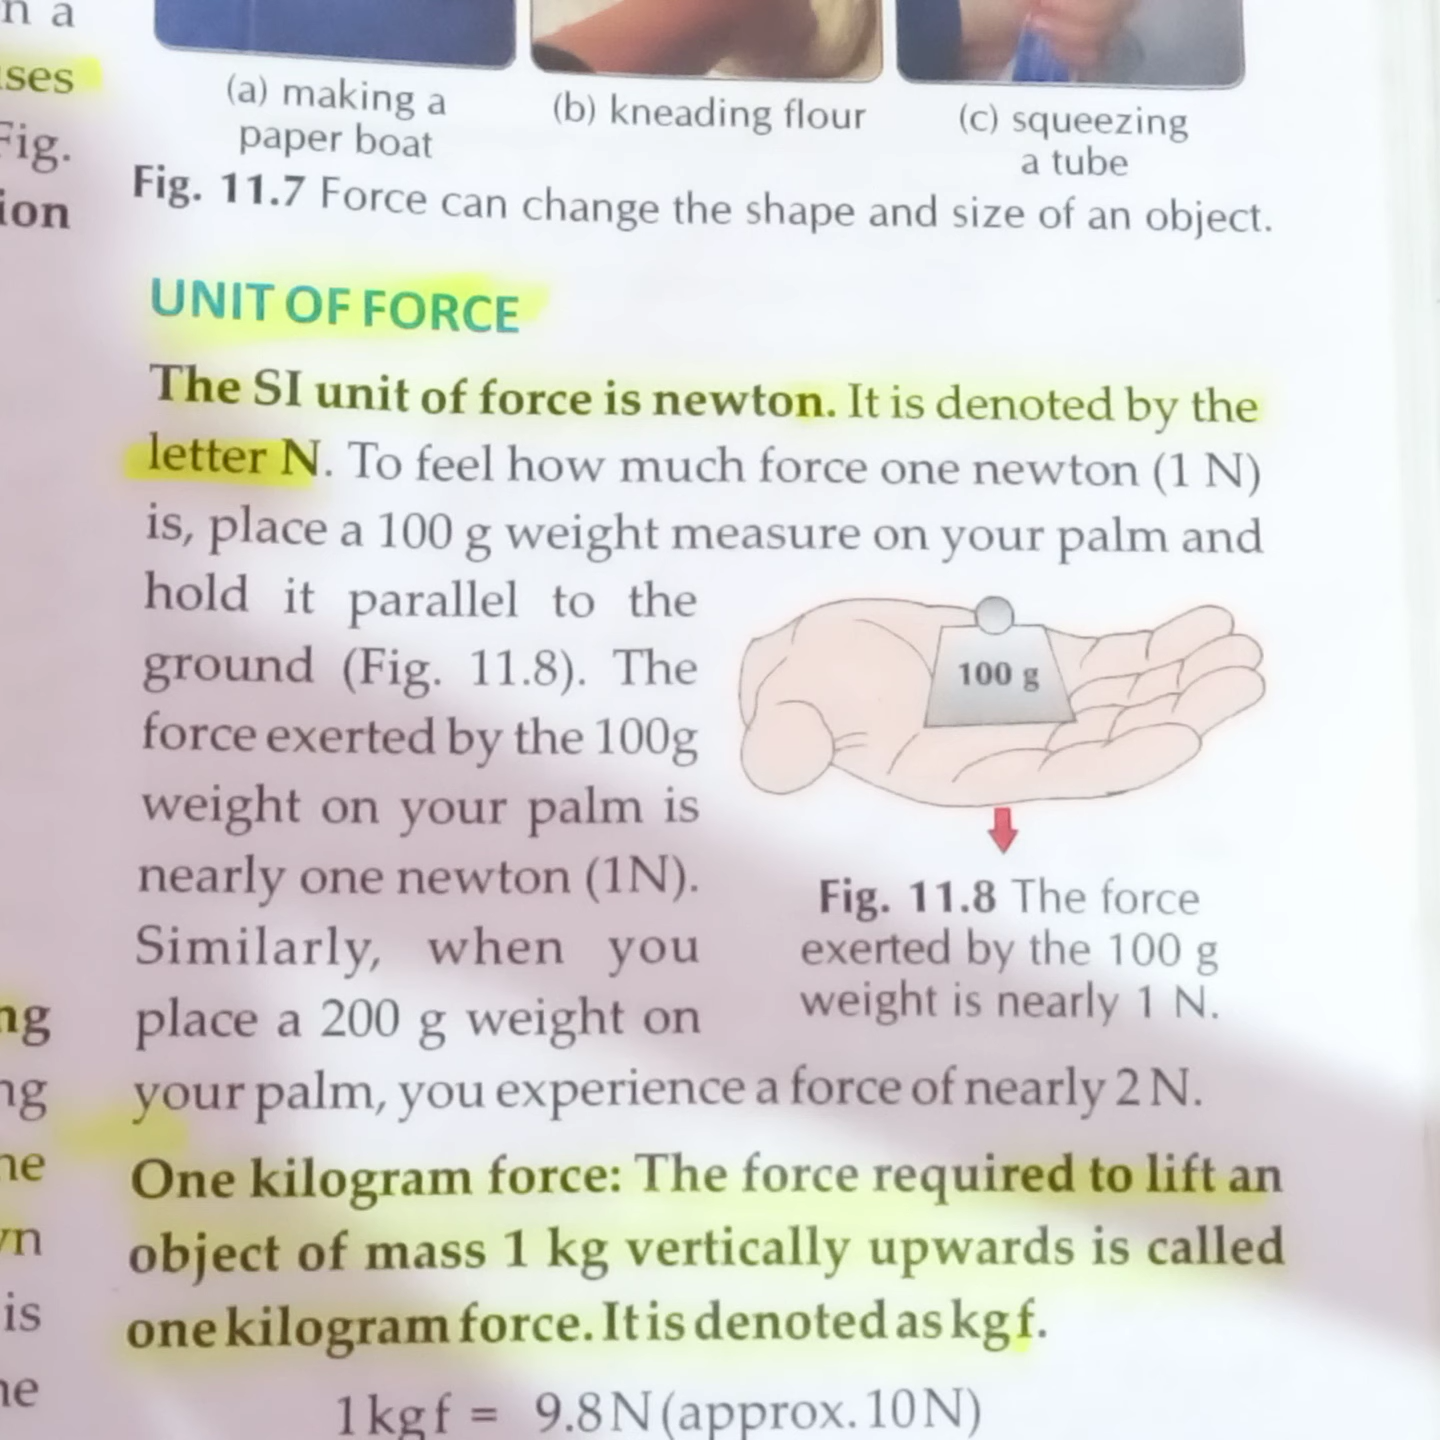 n a
ses
Fig.
ion
ng
ng
ne
n
is
ne
(a) making a
paper boat
(b) kneading flour
(c) squeezing
a tube
Fig. 11.7 Force can change the shape and size of an object.
UNIT OF FORCE
The SI unit of force is newton. It is denoted by the
letter N. To feel how much force one newton (1 N)
is, place a 100 g weight measure on your palm and
hold it parallel to the
ground (Fig. 11.8). The
force exerted by the 100g
weight on your palm is
nearly one newton (1N).
Similarly, when you
place a 200 g weight on
your palm, you experience a force of nearly 2 N.
100 g
Fig. 11.8 The force
exerted by the 100 g
weight is nearly 1 N.
One kilogram force: The force required to lift an
object of mass 1 kg vertically upwards is called
one kilogram force. It is denoted as kg f.
1 kg f = 9.8 N (approx. 10 N)